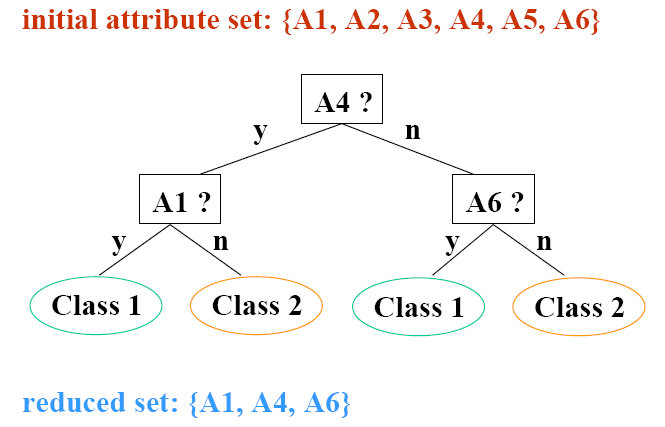 initial attribute set: {A1, A2, A3, A4, A5, A6}
A4 ?
y
n
A1 ?
A6 ?
y
n
y
n
Class 1
Class 2
Class 1
Class 2
reduced set: {A1, A4, A6}